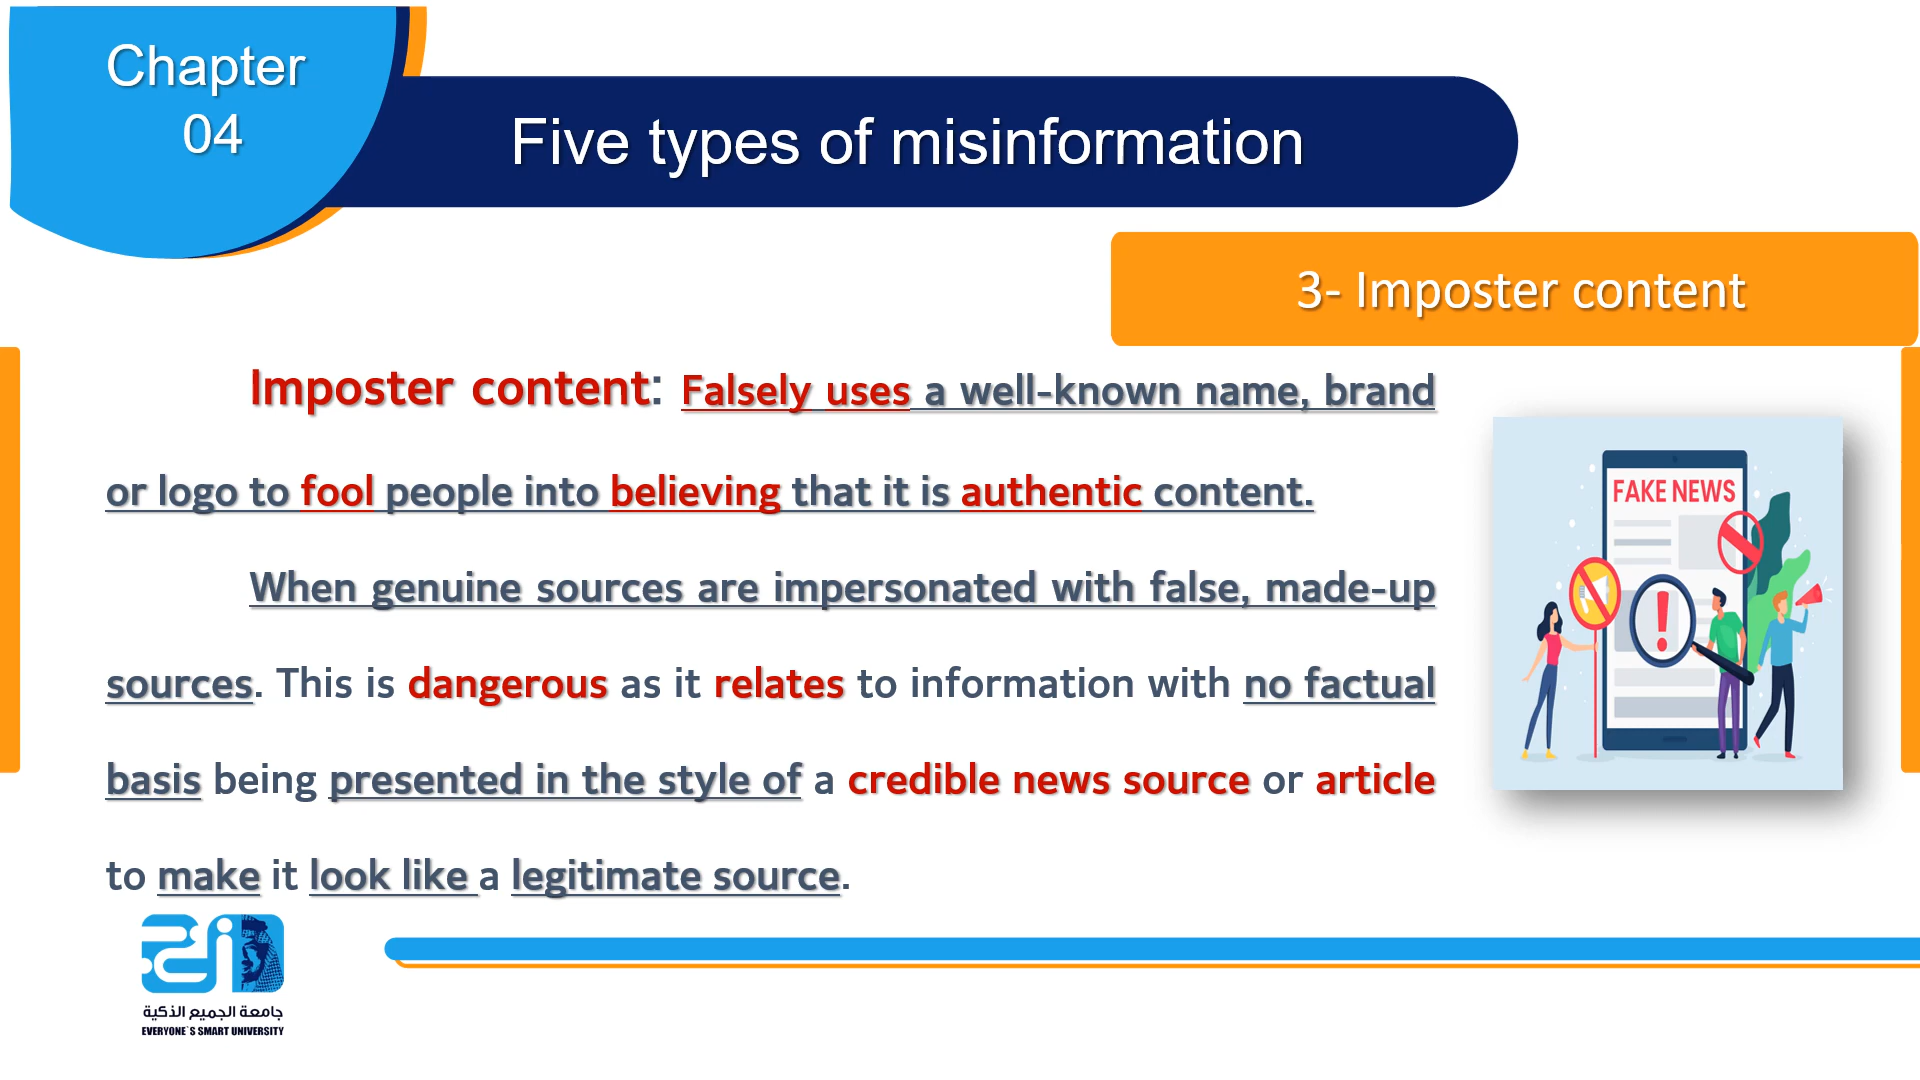 Chapter
04
Five types of misinformation
3- Imposter content
Imposter content: Falsely uses a well-known name, brand
or logo to fool people into believing that it is authentic content.
When genuine sources are impersonated with false, made-up
sources. This is dangerous as it relates to information with no factual
basis being presented in the style of a credible news source or article
to make it look like a legitimate source.
FAKE NEWS
جامعة الجميع الذكية
EVERYONE`S SMART UNIVERSITY